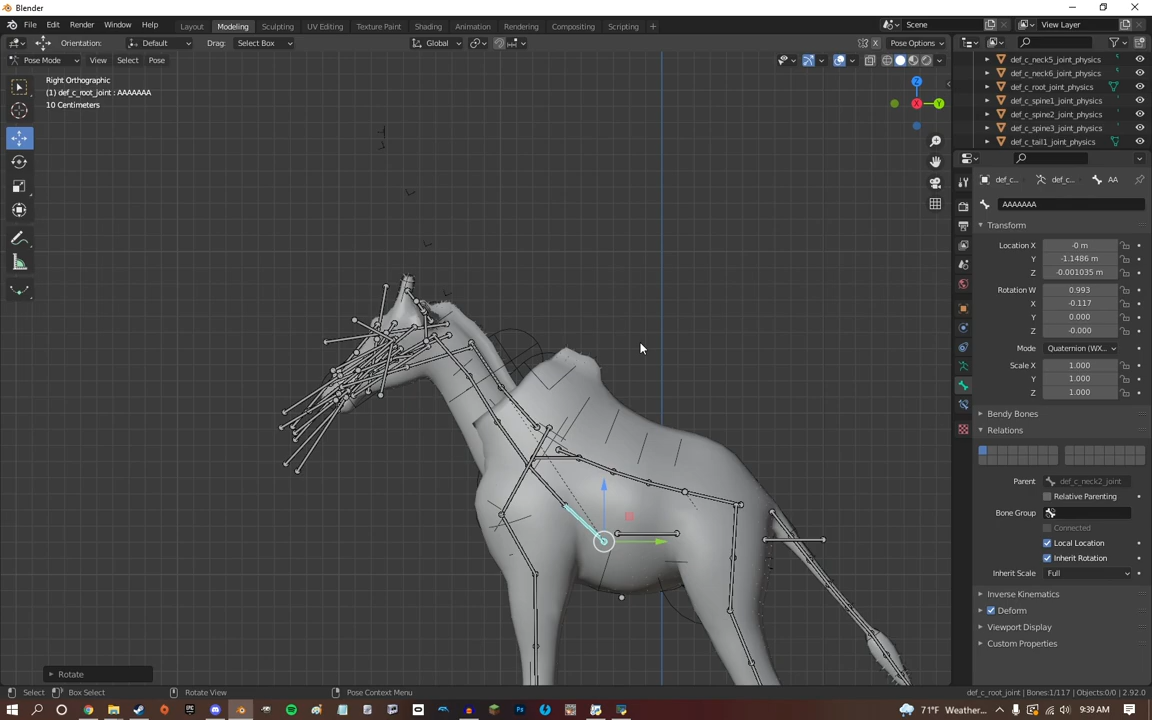 Blender
File Edit Render Window Help Layout Modeling Sculpting UV Editing Texture Paint Shading Animation Rendering Compositing Scripting + Scene View Layer
Orientation: Default Drag: Select Box Global Pose Options
Pose Mode View Select Pose
Right Orthographic
(1) def_c_root_joint : AAAAAAA
10 Centimeters
Z
Y
X
def_c_neck5_joint_physics
def_c_neck6_joint_physics
def_c_root_joint_physics
def_c_spine1_joint_physics
def_c_spine2_joint_physics
def_c_spine3_joint_physics
def_c_tail1_joint_physics
def_c... def_c... AA
AAAAAAA
Transform
Location X -0 m
Y -1.1486 m
Z -0.001035 m
Rotation W 0.993
X -0.117
Y 0.000
Z -0.000
Mode Quaternion (WX...
Scale X 1.000
Y 1.000
Z 1.000
Bendy Bones
Relations
Parent def_c_neck2_joint
Relative Parenting
Bone Group
Connected
Local Location
Inherit Rotation
Inherit Scale Full
Inverse Kinematics
Deform
Viewport Display
Custom Properties
Rotate
Select Box Select Rotate View Pose Context Menu def_c_root_joint | Bones:1/117 | Objects:0/0 | 2.92.0
71°F Weather... 9:39 AM